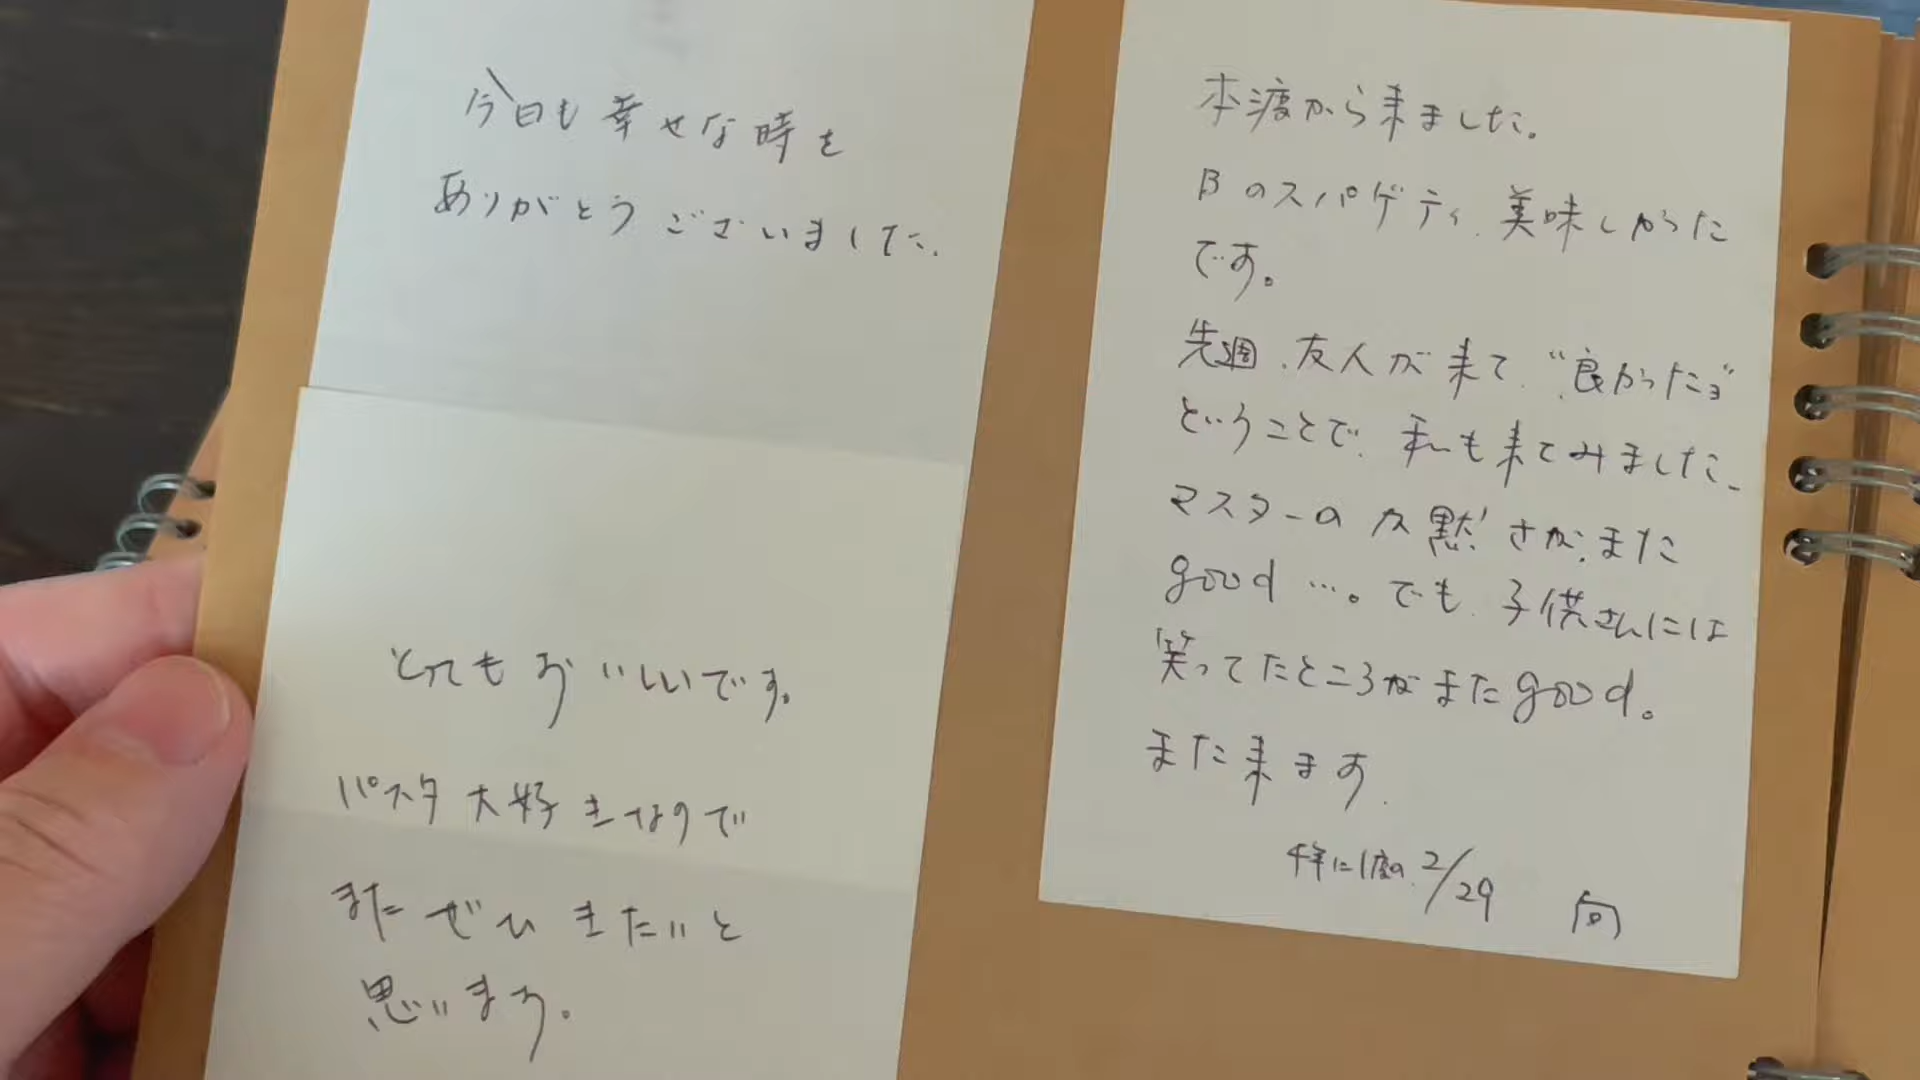 今日も幸せな時を
ありがとうございました.
とってもおいしいです。
パスタ大好きなので
またぜひきたいと
思います。
本渡から来ました。
Bのスパゲティ、美味しかった
です。
先週、友人が来て、“良かったョ”
ということで、私も来てみました。
マスターの寡黙さが、また
good …。でも、子供さんには
笑ってたところがまたgood。
また来ます.
4年に1度の、2/29 向